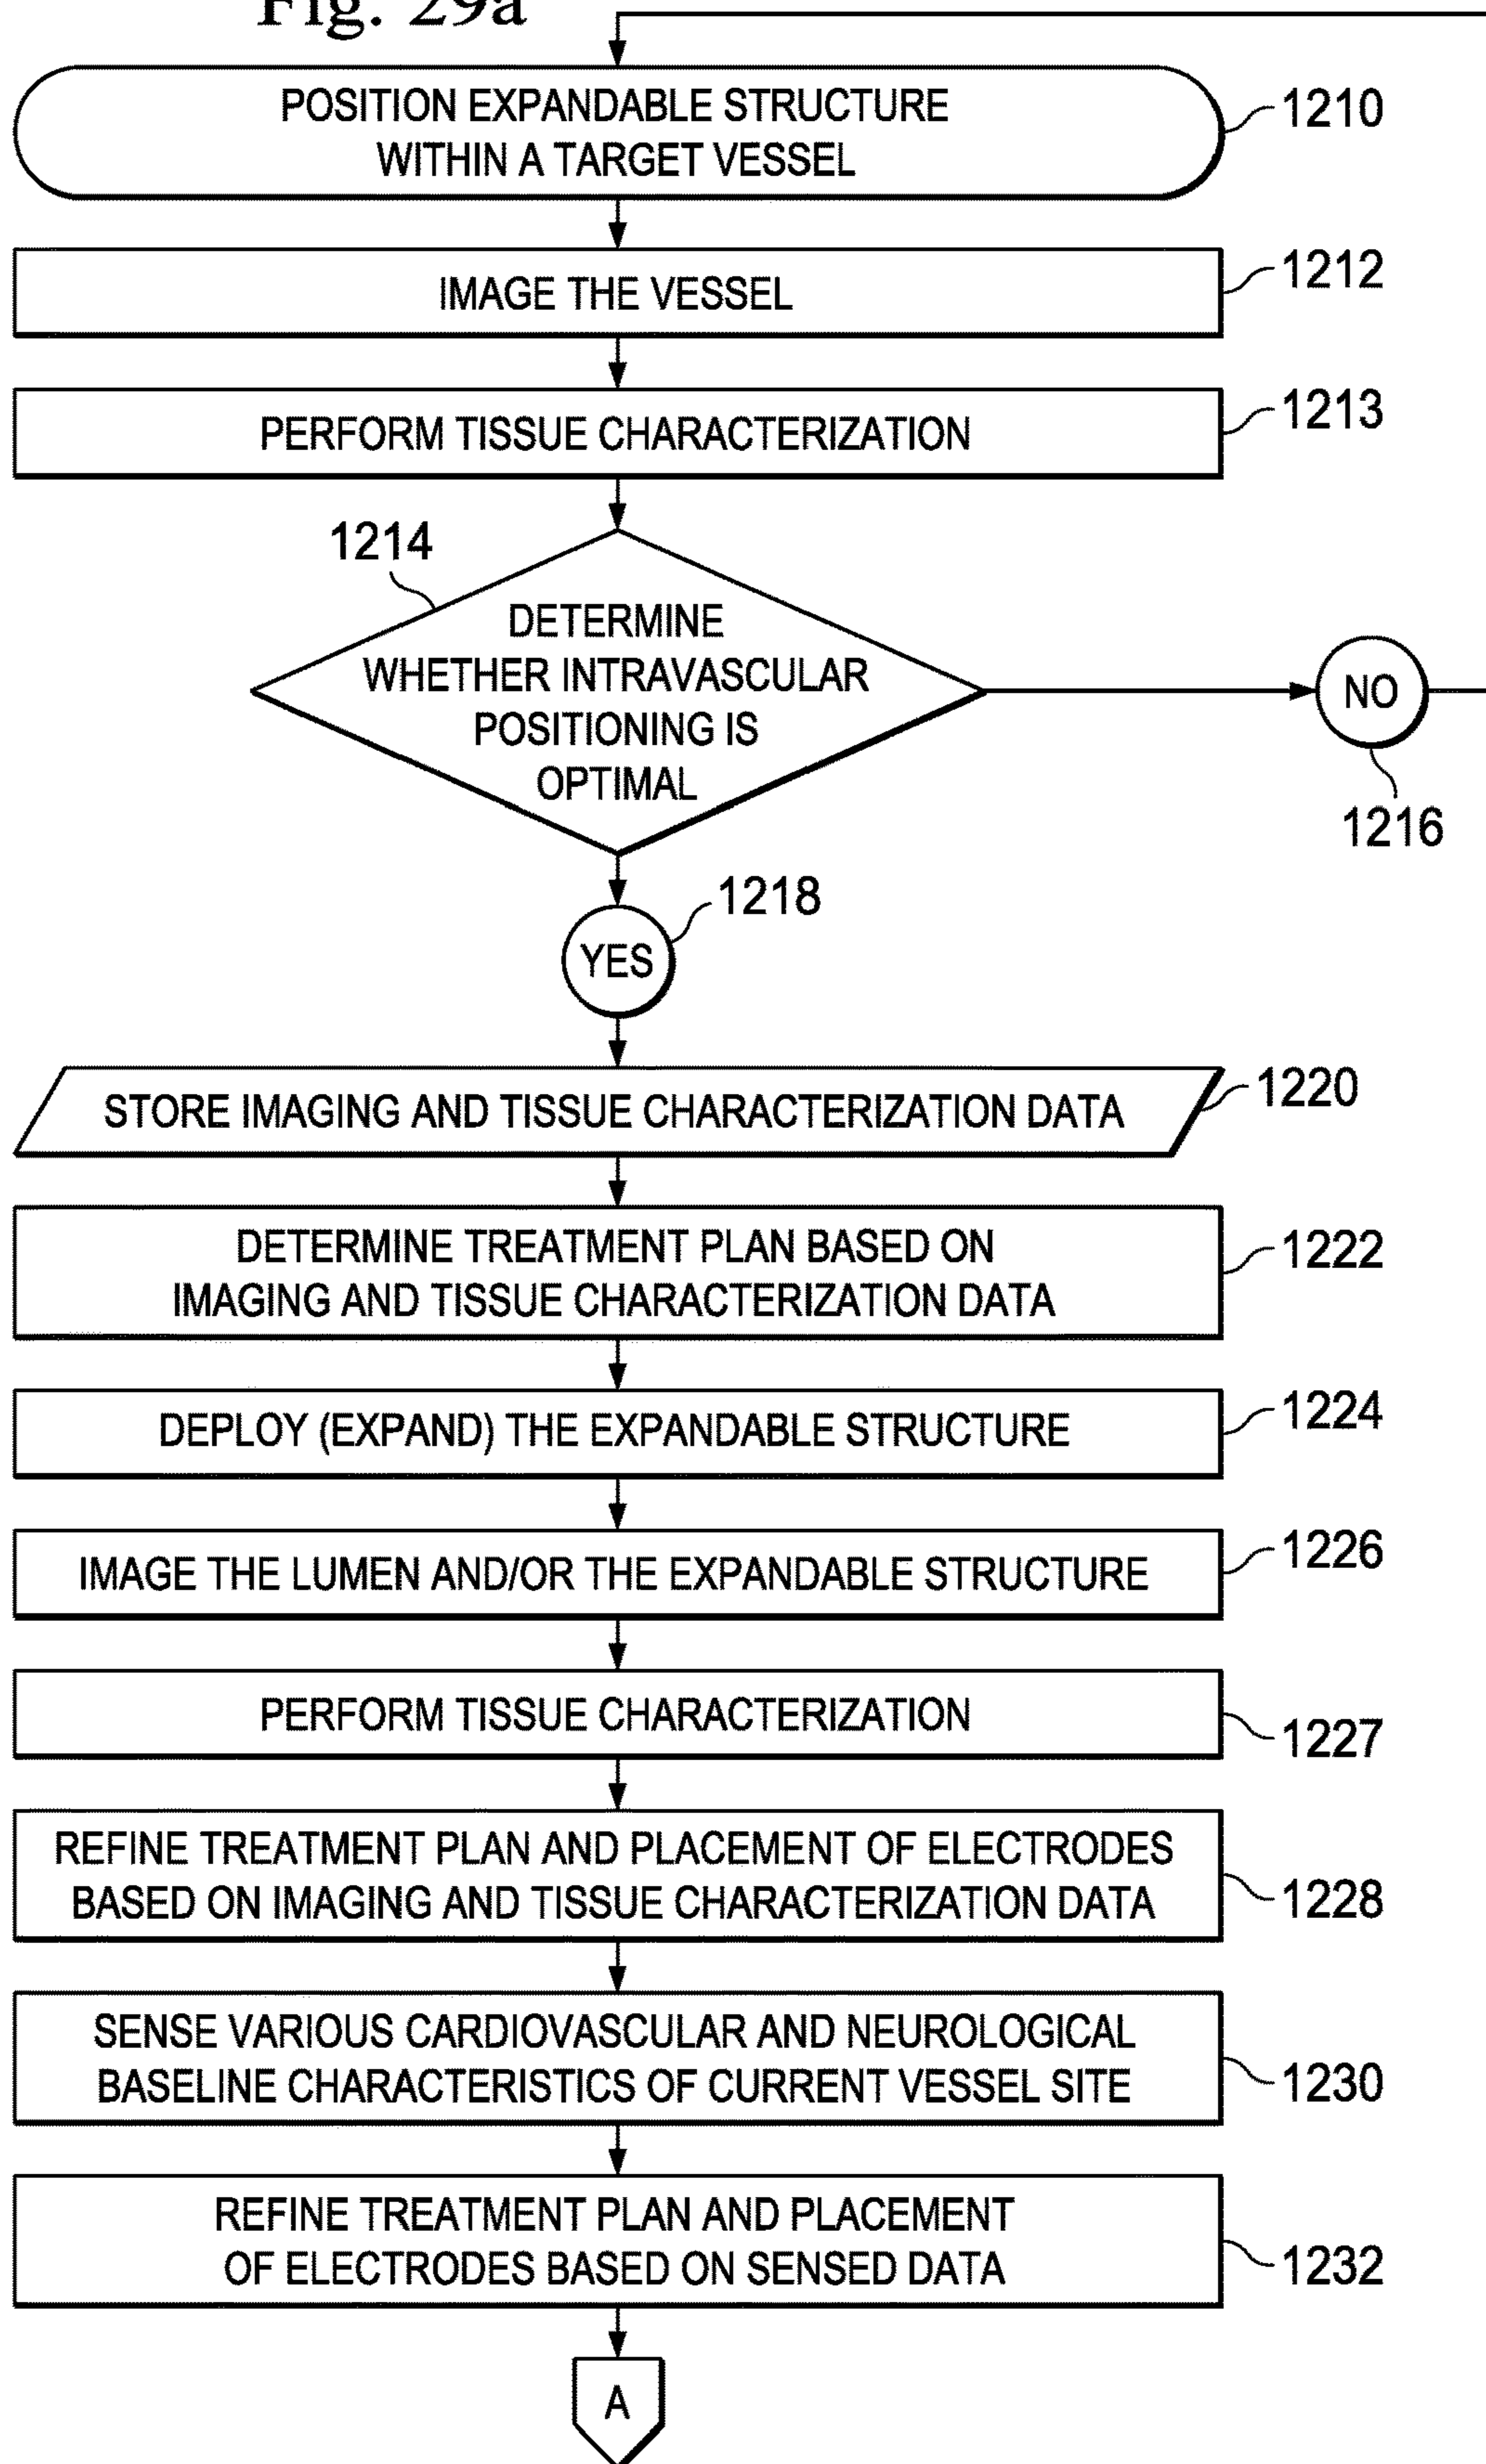 Fig. 29a
POSITION EXPANDABLE STRUCTURE
WITHIN A TARGET VESSEL
1210
IMAGE THE VESSEL
1212
PERFORM TISSUE CHARACTERIZATION
1213
1214
DETERMINE
WHETHER INTRAVASCULAR
POSITIONING IS
OPTIMAL
NO
1216
YES
1218
STORE IMAGING AND TISSUE CHARACTERIZATION DATA
1220
DETERMINE TREATMENT PLAN BASED ON
IMAGING AND TISSUE CHARACTERIZATION DATA
1222
DEPLOY (EXPAND) THE EXPANDABLE STRUCTURE
1224
IMAGE THE LUMEN AND/OR THE EXPANDABLE STRUCTURE
1226
PERFORM TISSUE CHARACTERIZATION
1227
REFINE TREATMENT PLAN AND PLACEMENT OF ELECTRODES
BASED ON IMAGING AND TISSUE CHARACTERIZATION DATA
1228
SENSE VARIOUS CARDIOVASCULAR AND NEUROLOGICAL
BASELINE CHARACTERISTICS OF CURRENT VESSEL SITE
1230
REFINE TREATMENT PLAN AND PLACEMENT
OF ELECTRODES BASED ON SENSED DATA
1232
A